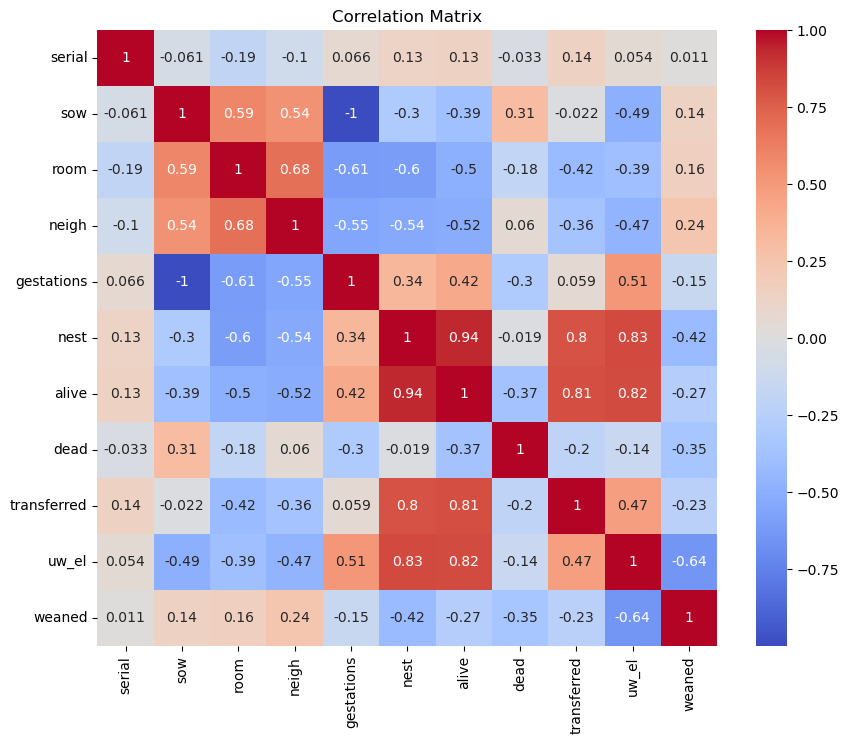 Correlation Matrix
serial 1 -0.061 -0.19 -0.1 0.066 0.13 0.13 -0.033 0.14 0.054 0.011
sow -0.061 1 0.59 0.54 -1 -0.3 -0.39 0.31 -0.022 -0.49 0.14
room -0.19 0.59 1 0.68 -0.61 -0.6 -0.5 -0.18 -0.42 -0.39 0.16
neigh -0.1 0.54 0.68 1 -0.55 -0.54 -0.52 0.06 -0.36 -0.47 0.24
gestations 0.066 -1 -0.61 -0.55 1 0.34 0.42 -0.3 0.059 0.51 -0.15
nest 0.13 -0.3 -0.6 -0.54 0.34 1 0.94 -0.019 0.8 0.83 -0.42
alive 0.13 -0.39 -0.5 -0.52 0.42 0.94 1 -0.37 0.81 0.82 -0.27
dead -0.033 0.31 -0.18 0.06 -0.3 -0.019 -0.37 1 -0.2 -0.14 -0.35
transferred 0.14 -0.022 -0.42 -0.36 0.059 0.8 0.81 -0.2 1 0.47 -0.23
uw_el 0.054 -0.49 -0.39 -0.47 0.51 0.83 0.82 -0.14 0.47 1 -0.64
weaned 0.011 0.14 0.16 0.24 -0.15 -0.42 -0.27 -0.35 -0.23 -0.64 1
serial sow room neigh gestations nest alive dead transferred uw_el weaned
1.00
0.75
0.50
0.25
0.00
-0.25
-0.50
-0.75